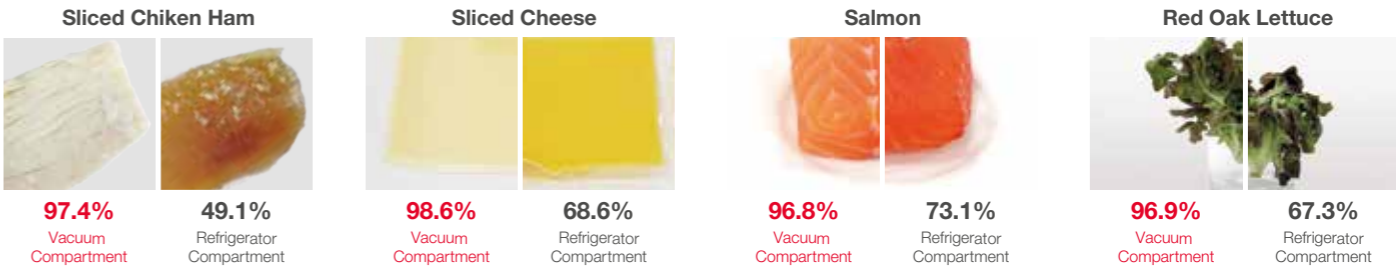 Sliced Chiken Ham
97.4%
Vacuum
Compartment
49.1%
Refrigerator
Compartment
Sliced Cheese
98.6%
Vacuum
Compartment
68.6%
Refrigerator
Compartment
Salmon
96.8%
Vacuum
Compartment
73.1%
Refrigerator
Compartment
Red Oak Lettuce
96.9%
Vacuum
Compartment
67.3%
Refrigerator
Compartment